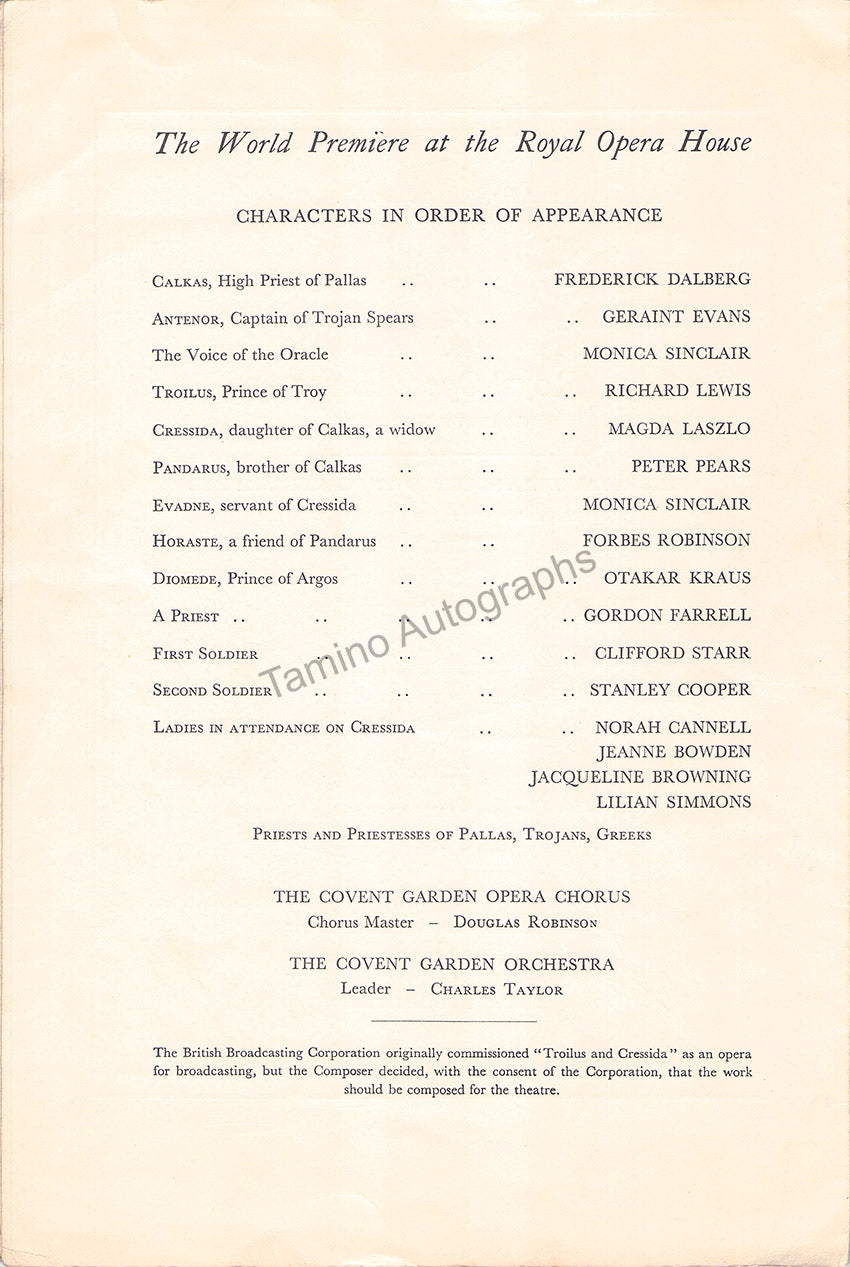 The World Première at the Royal Opera House
CHARACTERS IN ORDER OF APPEARANCE
CALKAS, High Priest of Pallas .. .. FREDERICK DALBERG
ANTENOR, Captain of Trojan Spears .. .. GERAINT EVANS
The Voice of the Oracle .. .. MONICA SINCLAIR
TROILUS, Prince of Troy .. .. .. RICHARD LEWIS
CRESSIDA, daughter of Calkas, a widow .. .. MAGDA LASZLO
PANDARUS, brother of Calkas .. .. .. PETER PEARS
EVADNE, servant of Cressida .. .. MONICA SINCLAIR
HORASTE, a friend of Pandarus .. .. FORBES ROBINSON
DIOMEDE, Prince of Argos .. .. .. OTAKAR KRAUS
A PRIEST .. .. .. .. .. GORDON FARRELL
FIRST SOLDIER .. .. .. .. CLIFFORD STARR
SECOND SOLDIER .. .. .. .. STANLEY COOPER
LADIES IN ATTENDANCE ON CRESSIDA .. .. NORAH CANNELL
JEANNE BOWDEN
JACQUELINE BROWNING
LILIAN SIMMONS
PRIESTS AND PRIESTESSES OF PALLAS, TROJANS, GREEKS
THE COVENT GARDEN OPERA CHORUS
Chorus Master – DOUGLAS ROBINSON
THE COVENT GARDEN ORCHESTRA
Leader – CHARLES TAYLOR
The British Broadcasting Corporation originally commissioned "Troilus and Cressida" as an opera
for broadcasting, but the Composer decided, with the consent of the Corporation, that the work
should be composed for the theatre.
Tamino Autographs